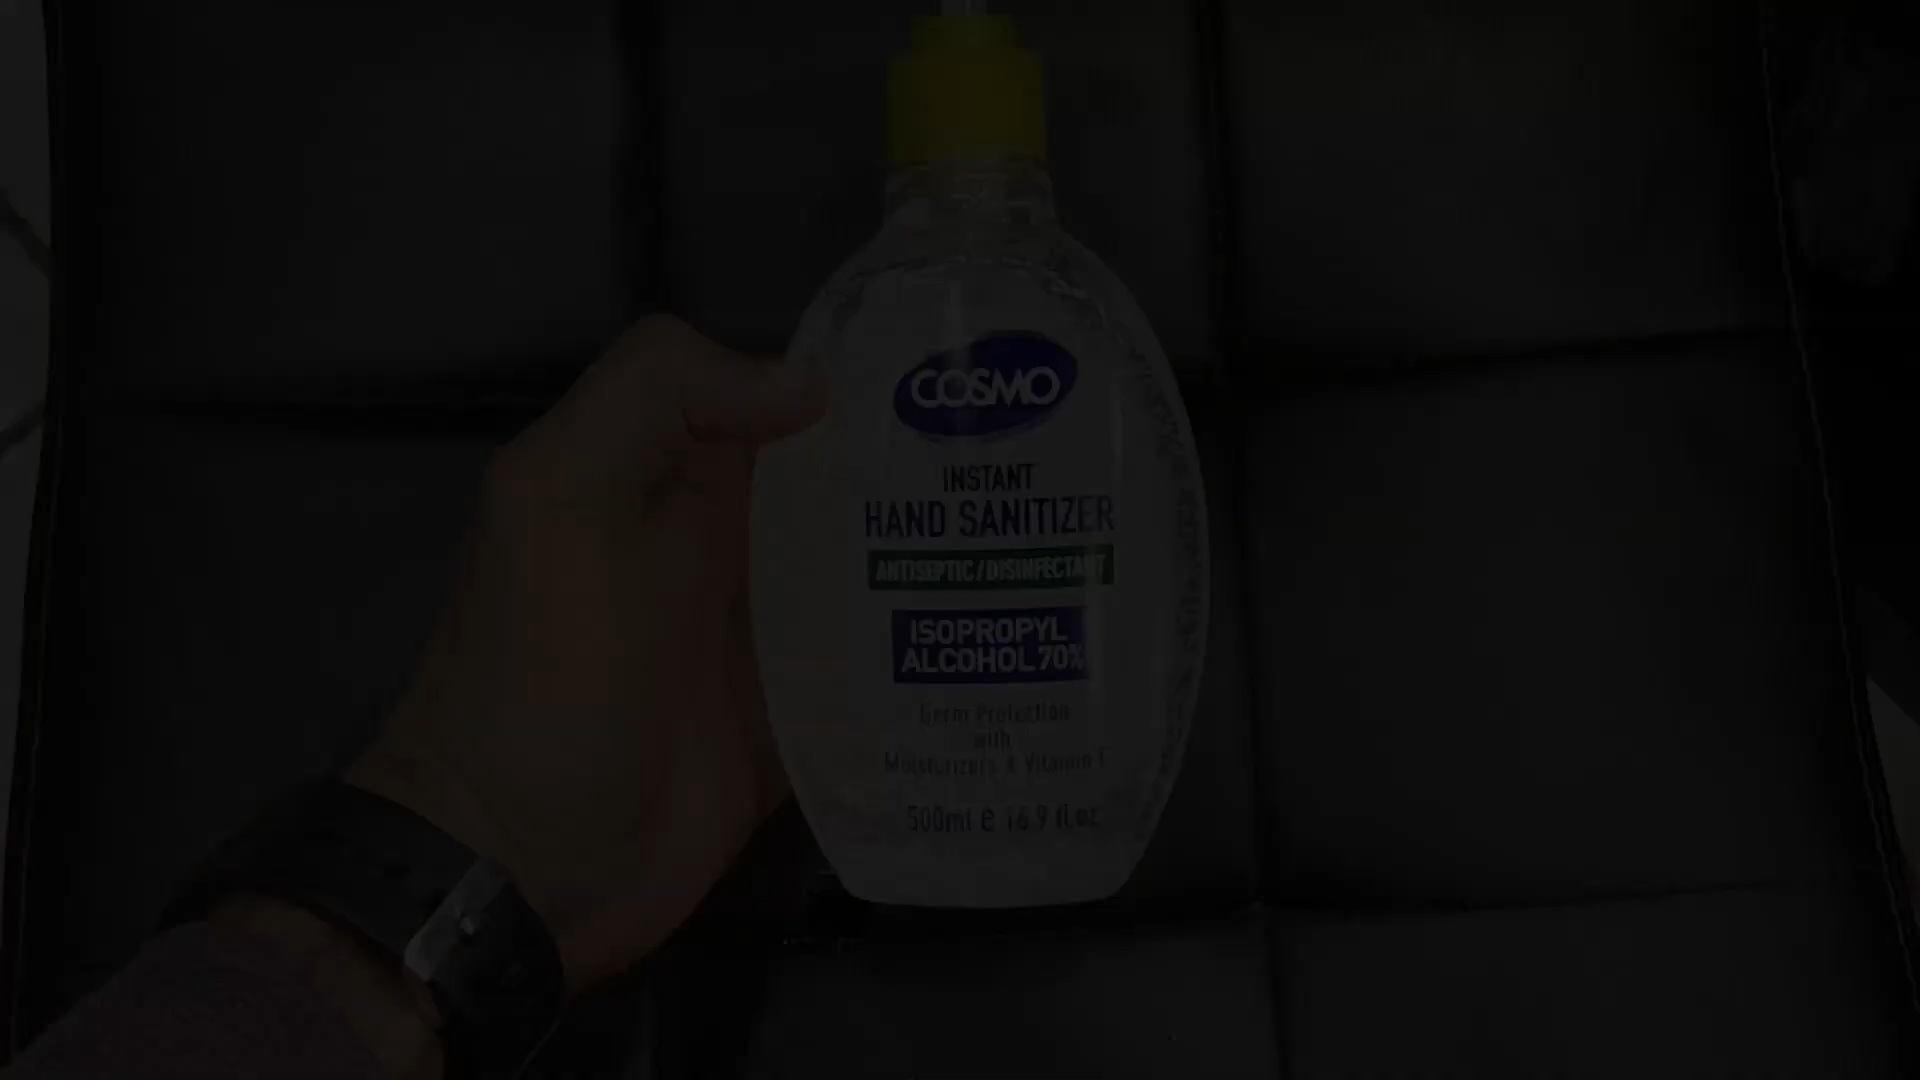 COSMO
INSTANT
HAND SANITIZER
ANTISEPTIC/DISINFECTANT
ISOPROPYL
ALCOHOL 70%
Germ Protection
with
Moisturizers & Vitamin E
500ml e 16.9 fl.oz